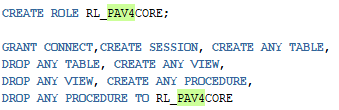 CREATE ROLE RL_PAV4CORE;
GRANT CONNECT,CREATE SESSION, CREATE ANY TABLE,
DROP ANY TABLE, CREATE ANY VIEW,
DROP ANY VIEW, CREATE ANY PROCEDURE,
DROP ANY PROCEDURE TO RL_PAV4CORE